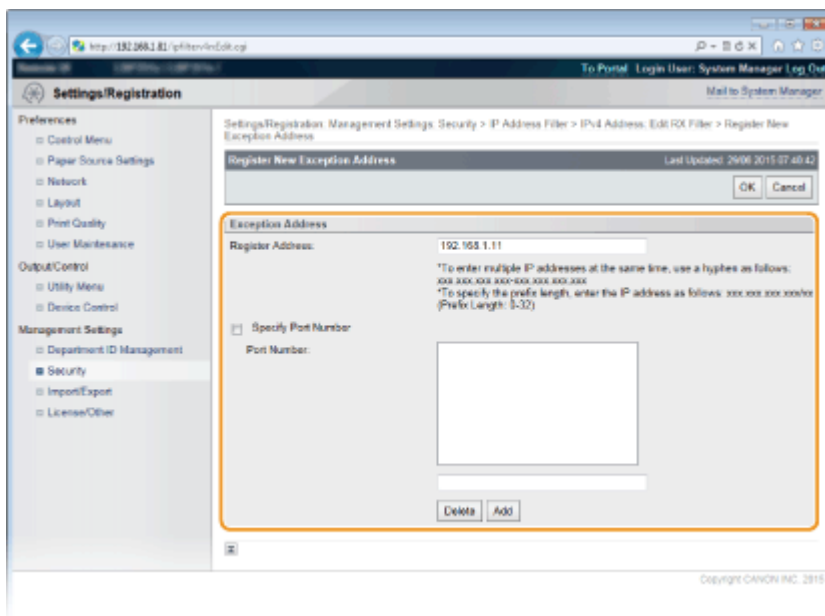 http://192.168.1.81/ipfilterv4rxEdit.cgi
To Portal Login User: System Manager Log Out
Settings/Registration
Mail to System Manager
Preferences
Control Menu
Paper Source Settings
Network
Layout
Print Quality
User Maintenance
Output/Control
Utility Menu
Device Control
Management Settings
Department ID Management
Security
Import/Export
License/Other
Settings/Registration: Management Settings: Security > IP Address Filter > IPv4 Address: Edit RX Filter > Register New
Exception Address
Register New Exception Address
Last Updated: 29/06 2015 07:40:42
OK Cancel
Exception Address
Register Address: 192.168.1.11
*To enter multiple IP addresses at the same time, use a hyphen as follows:
xxx.xxx.xxx.xxx-xxx.xxx.xxx.xxx
*To specify the prefix length, enter the IP address as follows: xxx.xxx.xxx.xxx/xx
(Prefix Length: 0-32)
Specify Port Number
Port Number:
Delete Add
Copyright CANON INC. 2015